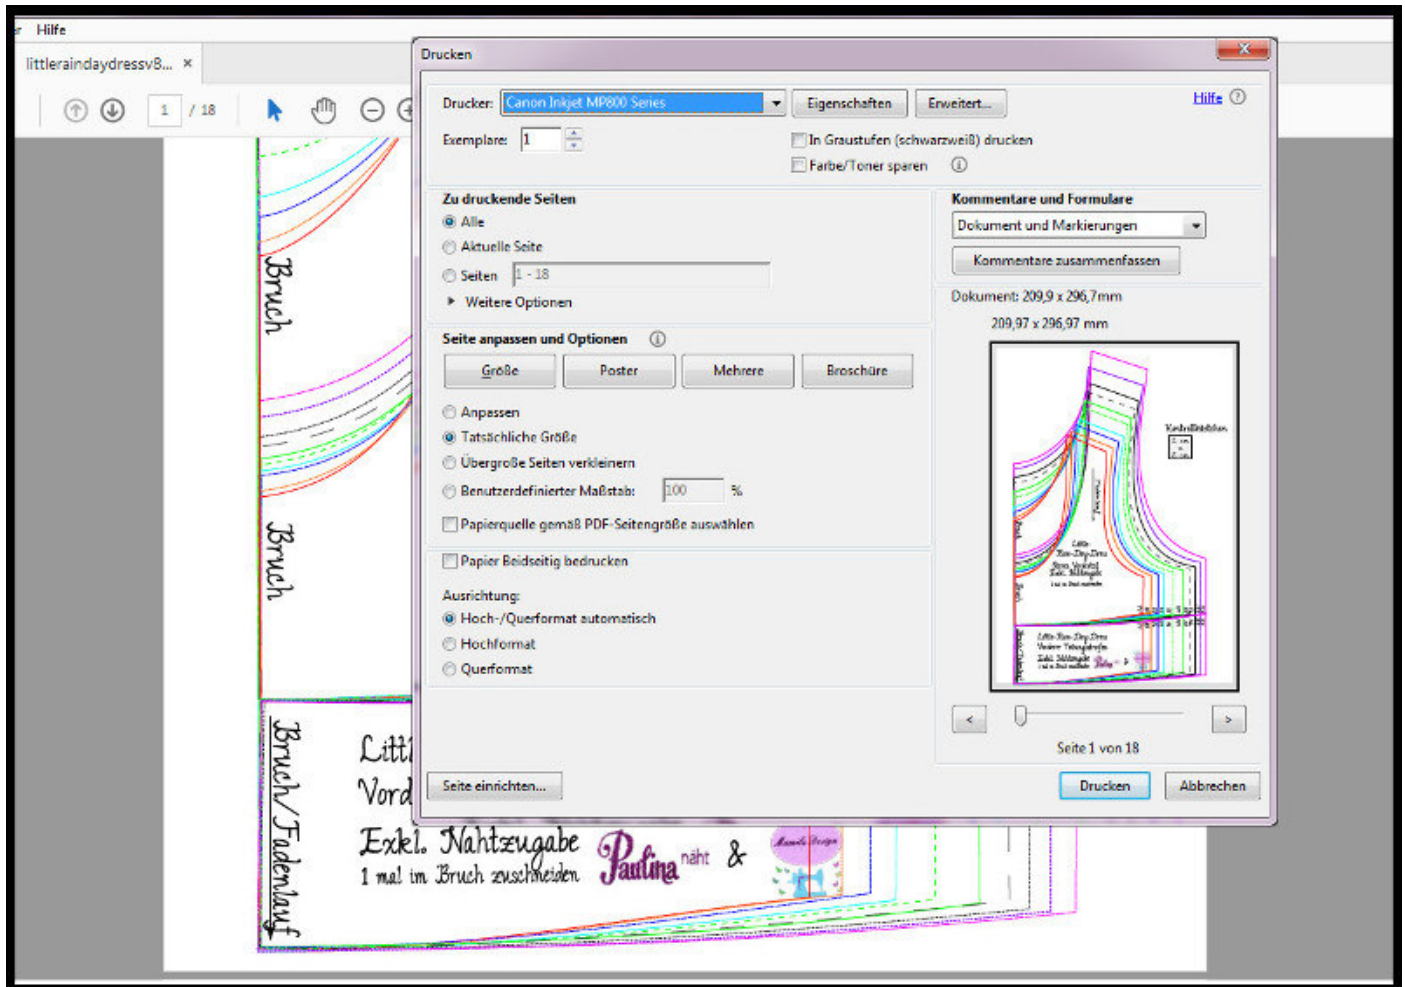 Hilfe
littleraindaydressv8... ×
1 / 18
Bruch
Bruch
Bruch/Fadenlauf
Exkl. Nahtzugabe
1 mal im Bruch zuschneiden
Paulina näht &
Drucken
Drucker: Canon Inkjet MP800 Series
Eigenschaften
Erweitert...
Hilfe
Exemplare: 1
In Graustufen (schwarzweiß) drucken
Farbe/Toner sparen
Zu druckende Seiten
Alle
Aktuelle Seite
Seiten 1 - 18
Weitere Optionen
Seite anpassen und Optionen
Größe
Poster
Mehrere
Broschüre
Anpassen
Tatsächliche Größe
Übergroße Seiten verkleinern
Benutzerdefinierter Maßstab: 100 %
Papierquelle gemäß PDF-Seitengröße auswählen
Papier Beidseitig bedrucken
Ausrichtung:
Hoch-/Querformat automatisch
Hochformat
Querformat
Kommentare und Formulare
Dokument und Markierungen
Kommentare zusammenfassen
Dokument: 209,9 x 296,7mm
209,97 x 296,97 mm
<
>
Seite 1 von 18
Seite einrichten...
Drucken
Abbrechen